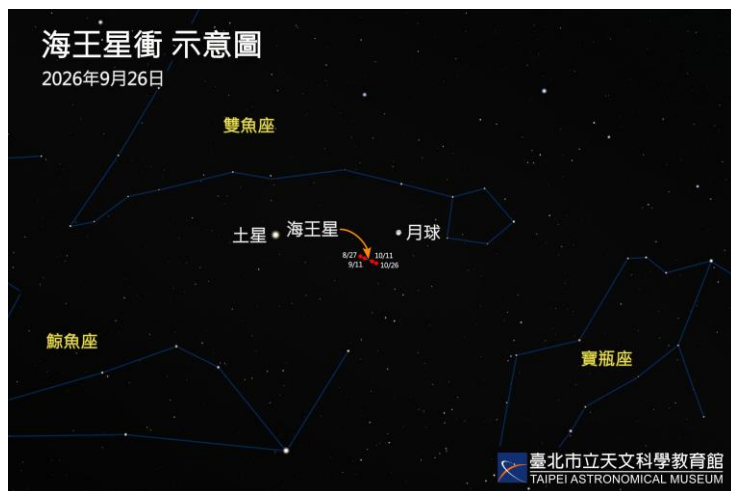 海王星衝 示意圖
2026年9月26日
雙魚座
土星
海王星
月球
8/27
10/11
9/11
10/26
鯨魚座
寶瓶座
臺北市立天文科學教育館
TAIPEI ASTRONOMICAL MUSEUM